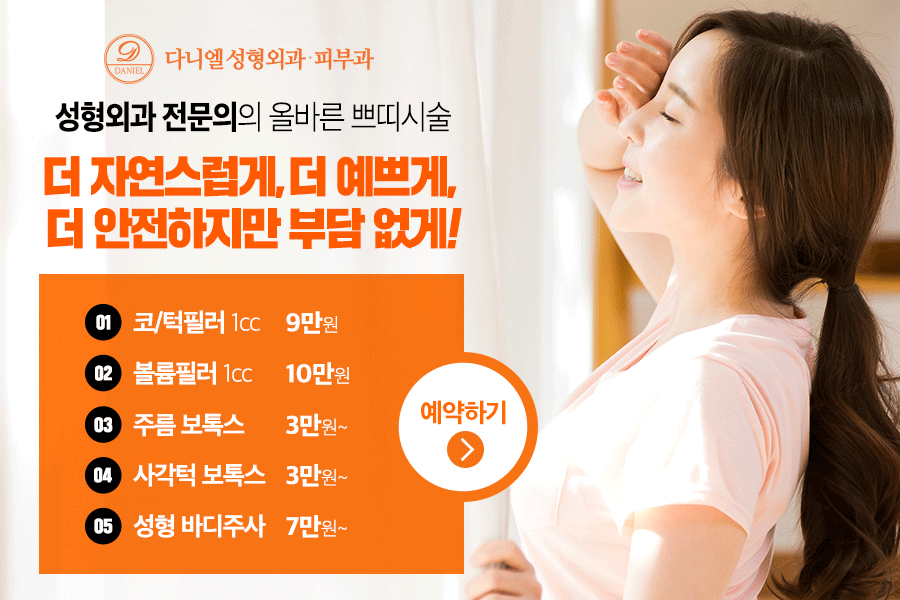 DANIEL
다니엘성형외과·피부과
성형외과 전문의의 올바른 쁘띠시술
더 자연스럽게, 더 예쁘게,
더 안전하지만 부담 없게!
01 코/턱필러 1cc 9만원
02 볼륨필러 1cc 10만원
03 주름 보톡스 3만원~
04 사각턱 보톡스 3만원~
05 성형 바디주사 7만원~
예약하기